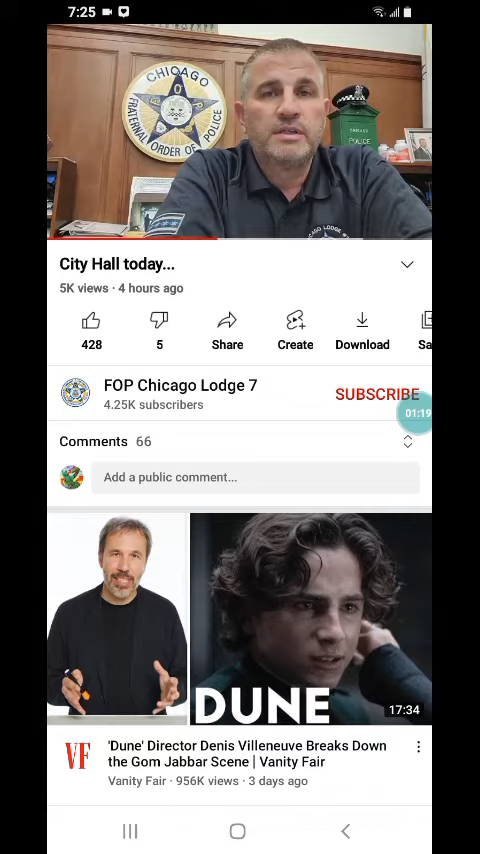 7:25
CHICAGO
FRATERNAL ORDER OF POLICE
POLICE
City Hall today...
5K views · 4 hours ago
428
5
Share
Create
Download
Sa
FOP Chicago Lodge 7
4.25K subscribers
SUBSCRIBE
01:19
Comments 66
Add a public comment...
DUNE
17:34
VF
'Dune' Director Denis Villeneuve Breaks Down
the Gom Jabbar Scene | Vanity Fair
Vanity Fair · 956K views · 3 days ago